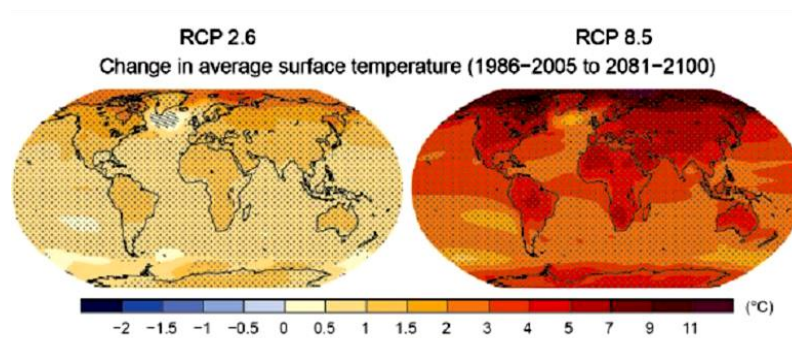 RCP 2.6 RCP 8.5
Change in average surface temperature (1986−2005 to 2081−2100)
(°C)
−2 −1.5 −1 −0.5 0 0.5 1 1.5 2 3 4 5 7 9 11